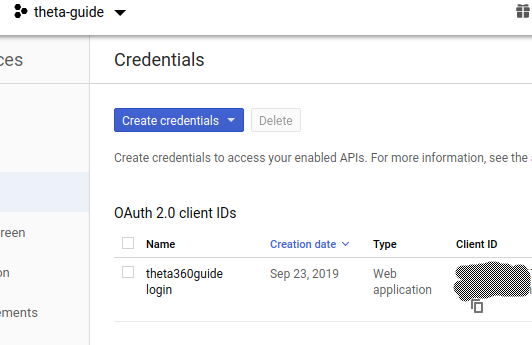 theta-guide
ces
Credentials
Create credentials
Delete
Create credentials to access your enabled APIs. For more information, see the
OAuth 2.0 client IDs
Name
Creation date
Type
Client ID
reen
theta360guide
login
Sep 23, 2019
Web
application
on
ements